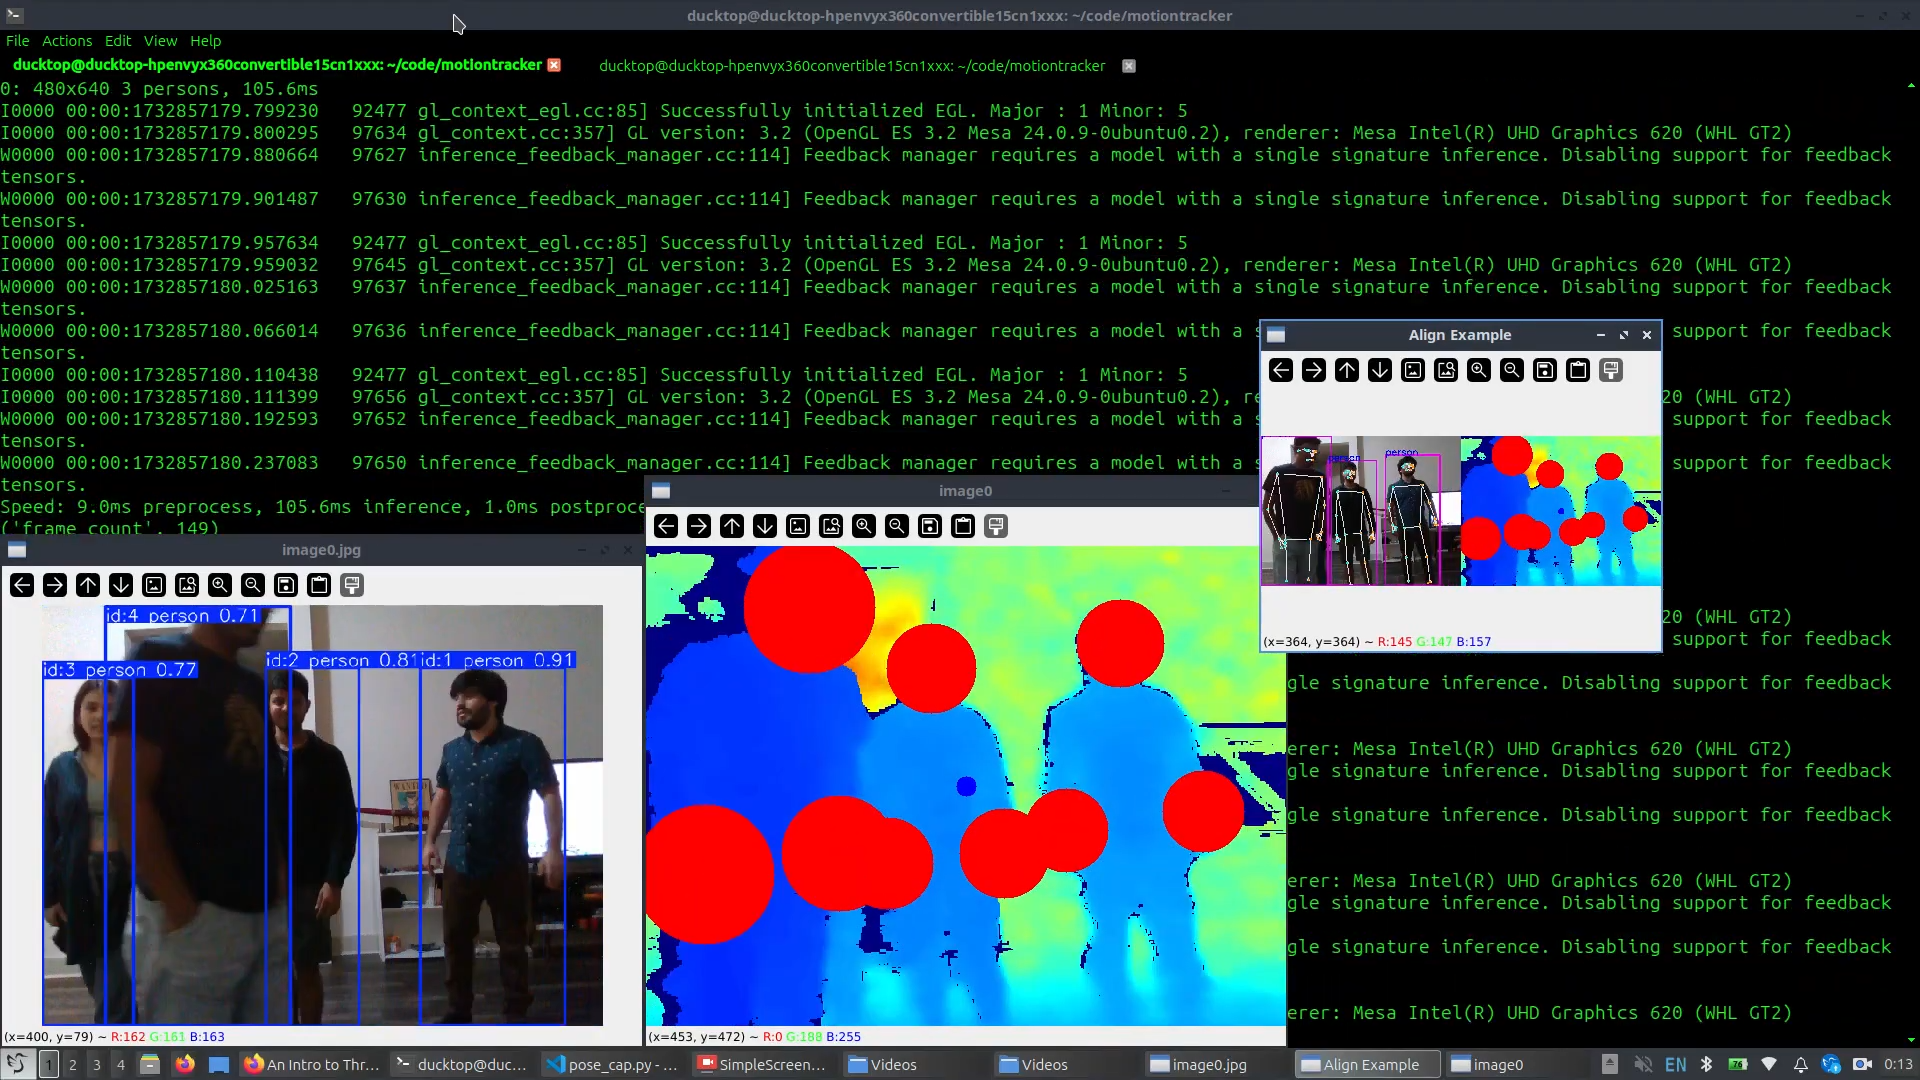 ducktop@ducktop-hpenvyx360convertible15cn1xxx: ~/code/motiontracker
File Actions Edit View Help
ducktop@ducktop-hpenvyx360convertible15cn1xxx: ~/code/motiontracker ducktop@ducktop-hpenvyx360convertible15cn1xxx: ~/code/motiontracker
0: 480x640 3 persons, 105.6ms
I0000 00:00:1732857179.799230 92477 gl_context_egl.cc:85] Successfully initialized EGL. Major : 1 Minor: 5
I0000 00:00:1732857179.800295 97634 gl_context.cc:357] GL version: 3.2 (OpenGL ES 3.2 Mesa 24.0.9-0ubuntu0.2), renderer: Mesa Intel(R) UHD Graphics 620 (WHL GT2)
W0000 00:00:1732857179.880664 97627 inference_feedback_manager.cc:114] Feedback manager requires a model with a single signature inference. Disabling support for feedback
tensors.
W0000 00:00:1732857179.901487 97630 inference_feedback_manager.cc:114] Feedback manager requires a model with a single signature inference. Disabling support for feedback
tensors.
I0000 00:00:1732857179.957634 92477 gl_context_egl.cc:85] Successfully initialized EGL. Major : 1 Minor: 5
I0000 00:00:1732857179.959032 97645 gl_context.cc:357] GL version: 3.2 (OpenGL ES 3.2 Mesa 24.0.9-0ubuntu0.2), renderer: Mesa Intel(R) UHD Graphics 620 (WHL GT2)
W0000 00:00:1732857180.025163 97637 inference_feedback_manager.cc:114] Feedback manager requires a model with a single signature inference. Disabling support for feedback
tensors.
W0000 00:00:1732857180.066014 97636 inference_feedback_manager.cc:114] Feedback manager requires a model with a support for feedback
tensors.
I0000 00:00:1732857180.110438 92477 gl_context_egl.cc:85] Successfully initialized EGL. Major : 1 Minor: 5
I0000 00:00:1732857180.111399 97656 gl_context.cc:357] GL version: 3.2 (OpenGL ES 3.2 Mesa 24.0.9-0ubuntu0.2), re 20 (WHL GT2)
W0000 00:00:1732857180.192593 97652 inference_feedback_manager.cc:114] Feedback manager requires a model with a support for feedback
tensors.
W0000 00:00:1732857180.237083 97650 inference_feedback_manager.cc:114] Feedback manager requires a model with a support for feedback
tensors.
Speed: 9.0ms preprocess, 105.6ms inference, 1.0ms postproce
('frame_count', 149)
Align Example
person
person
(x=364, y=364) ~ R:145 G:147 B:157
image0
(x=453, y=472) ~ R:0 G:188 B:255
image0.jpg
id:4 person 0.71
id:3 person 0.77
id:2 person 0.81
id:1 person 0.91
WANTED
(x=400, y=79) ~ R:162 G:161 B:163
20 (WHL GT2)
support for feedback
gle signature inference. Disabling support for feedback
erer: Mesa Intel(R) UHD Graphics 620 (WHL GT2)
gle signature inference. Disabling support for feedback
gle signature inference. Disabling support for feedback
erer: Mesa Intel(R) UHD Graphics 620 (WHL GT2)
gle signature inference. Disabling support for feedback
gle signature inference. Disabling support for feedback
erer: Mesa Intel(R) UHD Graphics 620 (WHL GT2)
1 2 3 4 An Intro to Thr... ducktop@duc... pose_cap.py - ... SimpleScreen... Videos Videos image0.jpg Align Example image0 EN 76 0:13